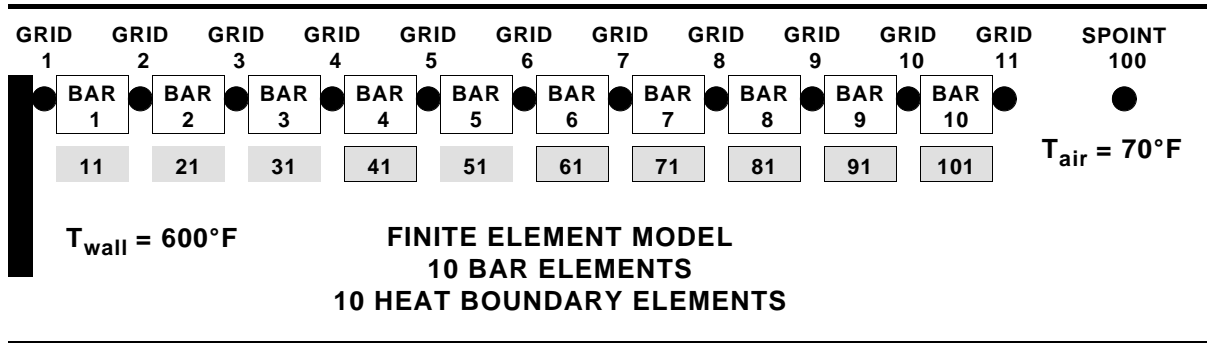 GRID GRID GRID GRID GRID GRID GRID GRID GRID GRID GRID SPOINT
1 2 3 4 5 6 7 8 9 10 11 100
BAR BAR BAR BAR BAR BAR BAR BAR BAR BAR
1 2 3 4 5 6 7 8 9 10
11 21 31 41 51 61 71 81 91 101
Tair = 70°F
Twall = 600°F
FINITE ELEMENT MODEL
10 BAR ELEMENTS
10 HEAT BOUNDARY ELEMENTS